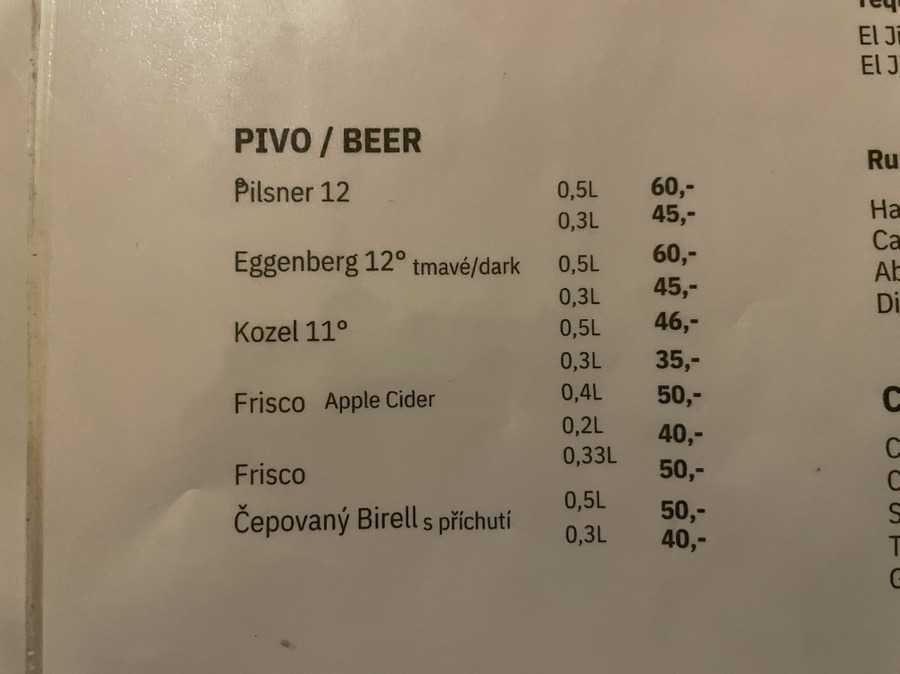 PIVO / BEER
Pilsner 12° 0,5L 60,-
0,3L 45,-
Eggenberg 12° tmavé/dark 0,5L 60,-
0,3L 45,-
Kozel 11° 0,5L 46,-
0,3L 35,-
Frisco Apple Cider 0,4L 50,-
0,2L 40,-
Frisco 0,33L 50,-
Čepovaný Birell s příchutí 0,5L 50,-
0,3L 40,-
El
El
Ru
Ha
Ca
Ab
Di
C
C
C
S
T
G